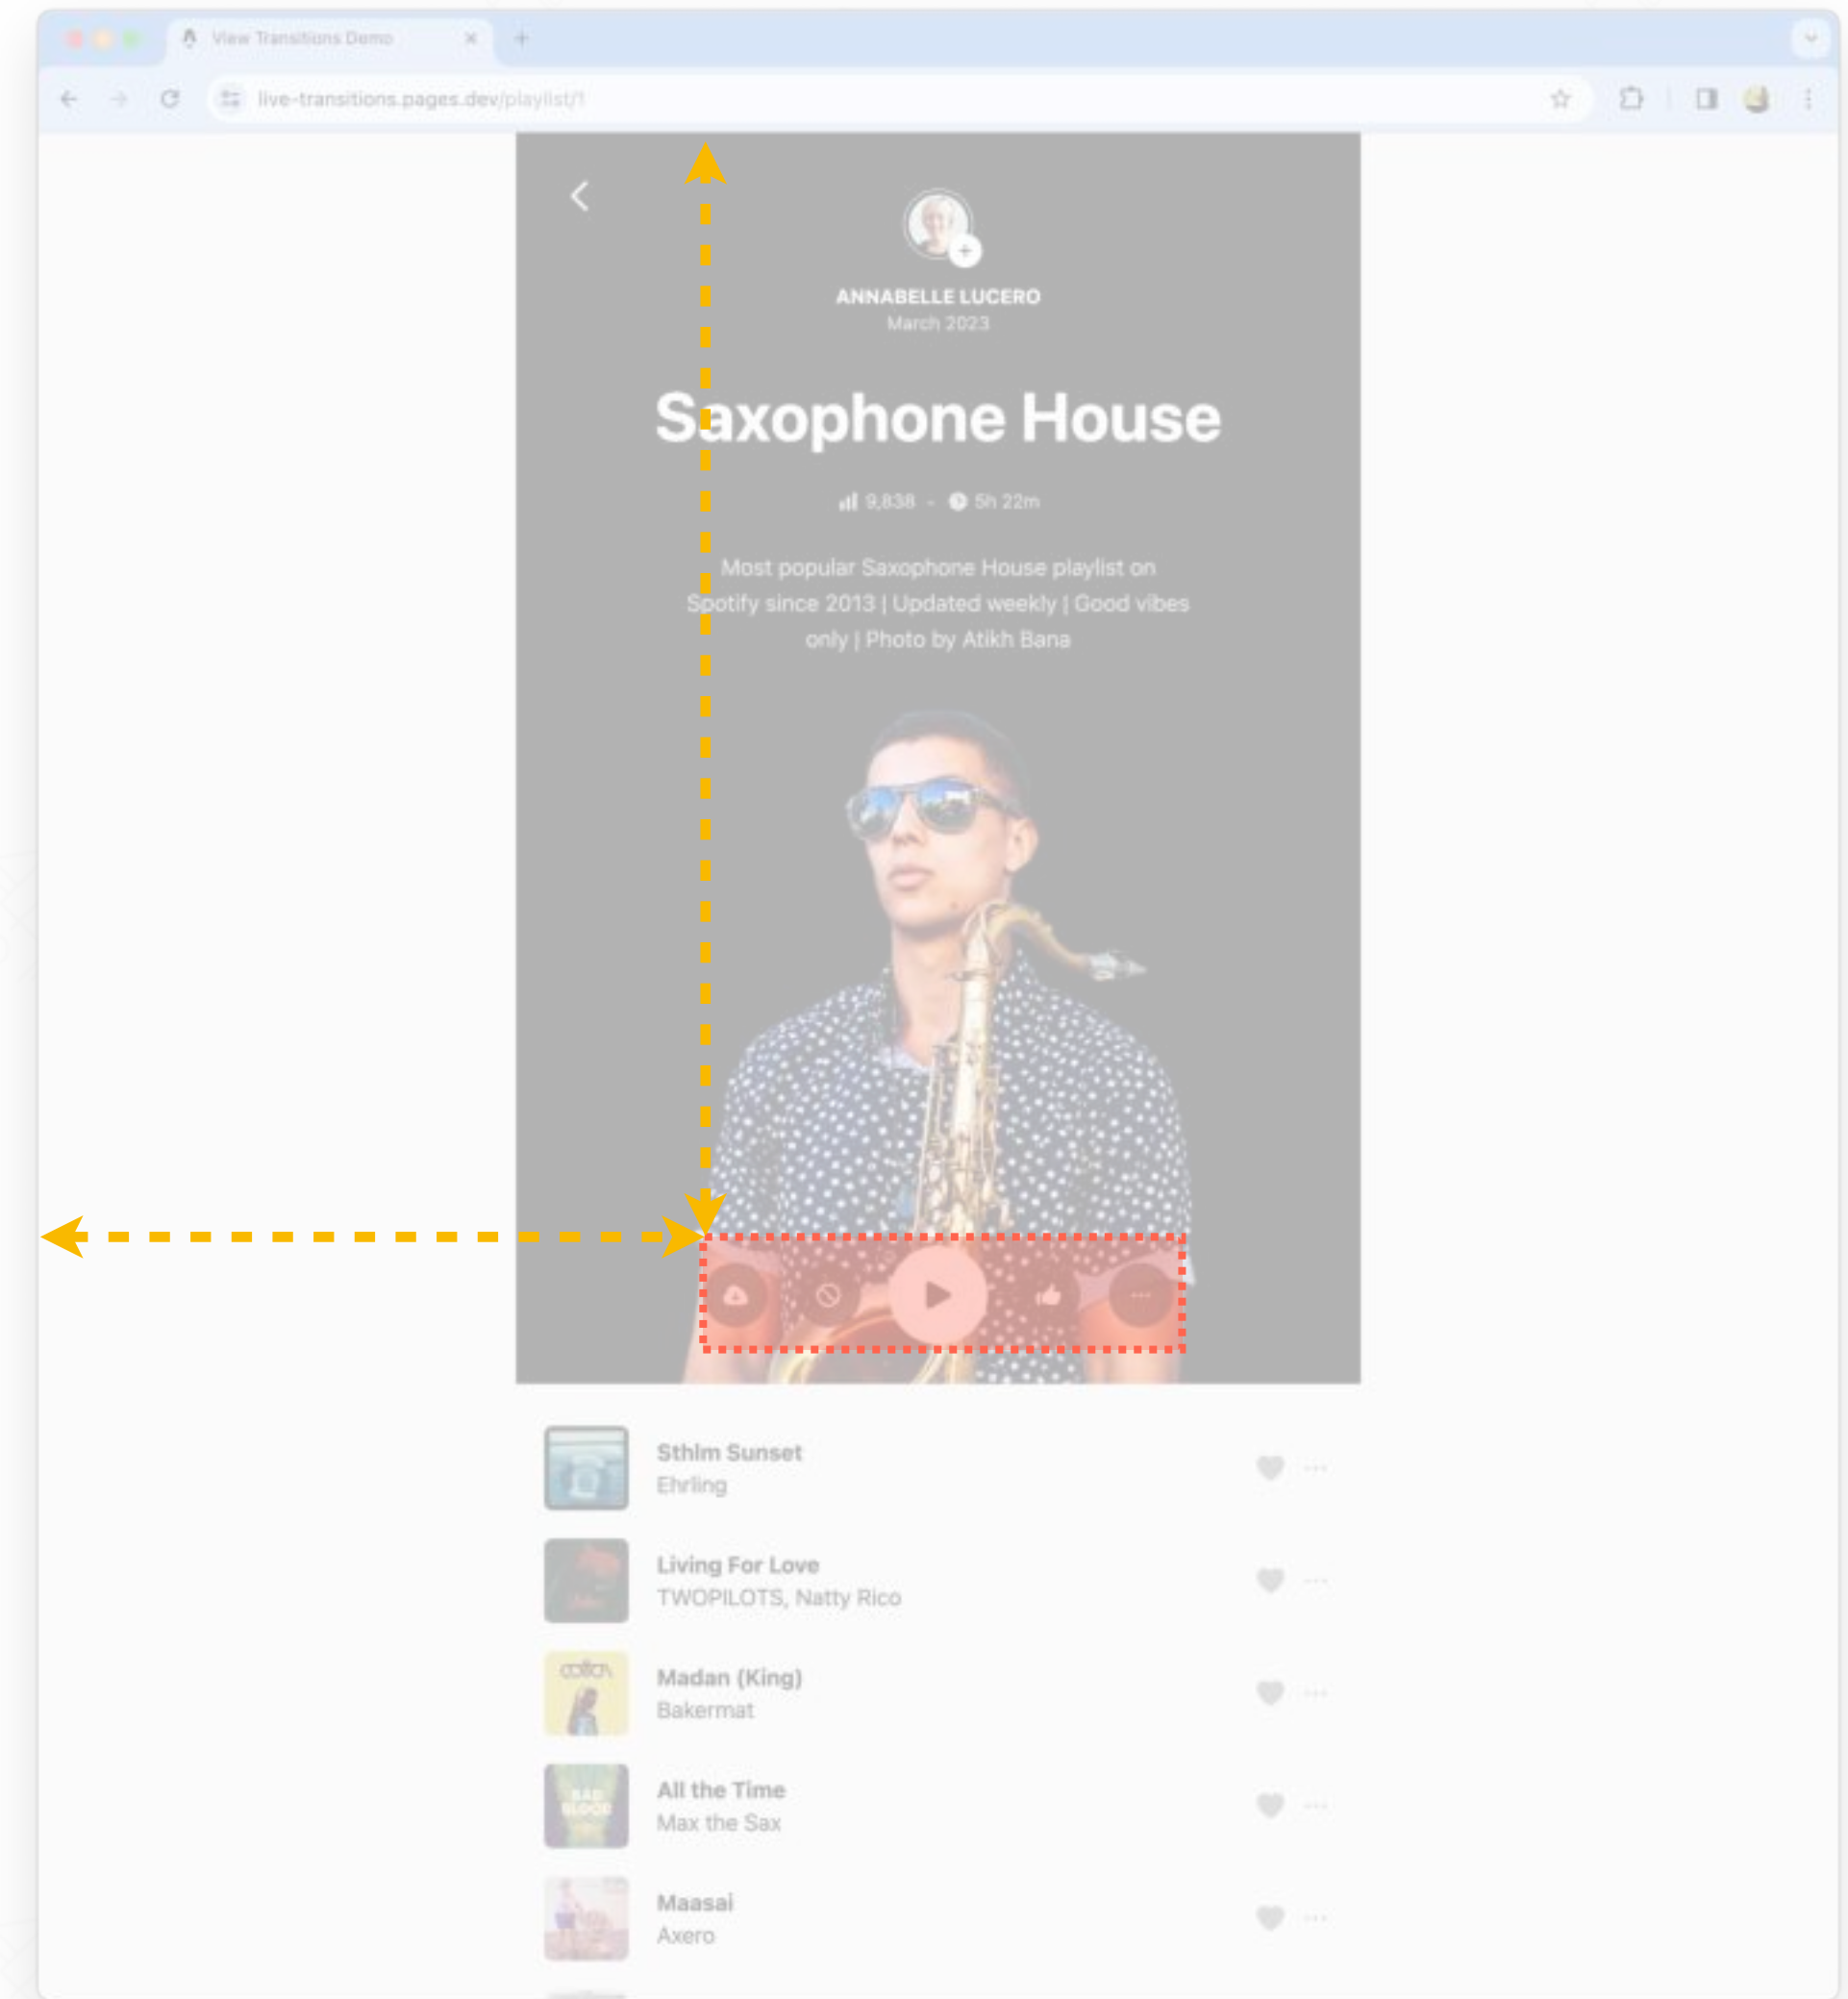 View Transitions Demo
live-transitions.pages.dev/playlist/1
ANNABELLE LUCERO
March 2023
Saxophone House
9,838 - 5h 22m
Most popular Saxophone House playlist on
Spotify since 2013 | Updated weekly | Good vibes
only | Photo by Atikh Bana
Sthlm Sunset
Ehrling
Living For Love
TWOPILOTS, Natty Rico
Madan (King)
Bakermat
BAD
BLOOD
All the Time
Max the Sax
Maasai
Axero